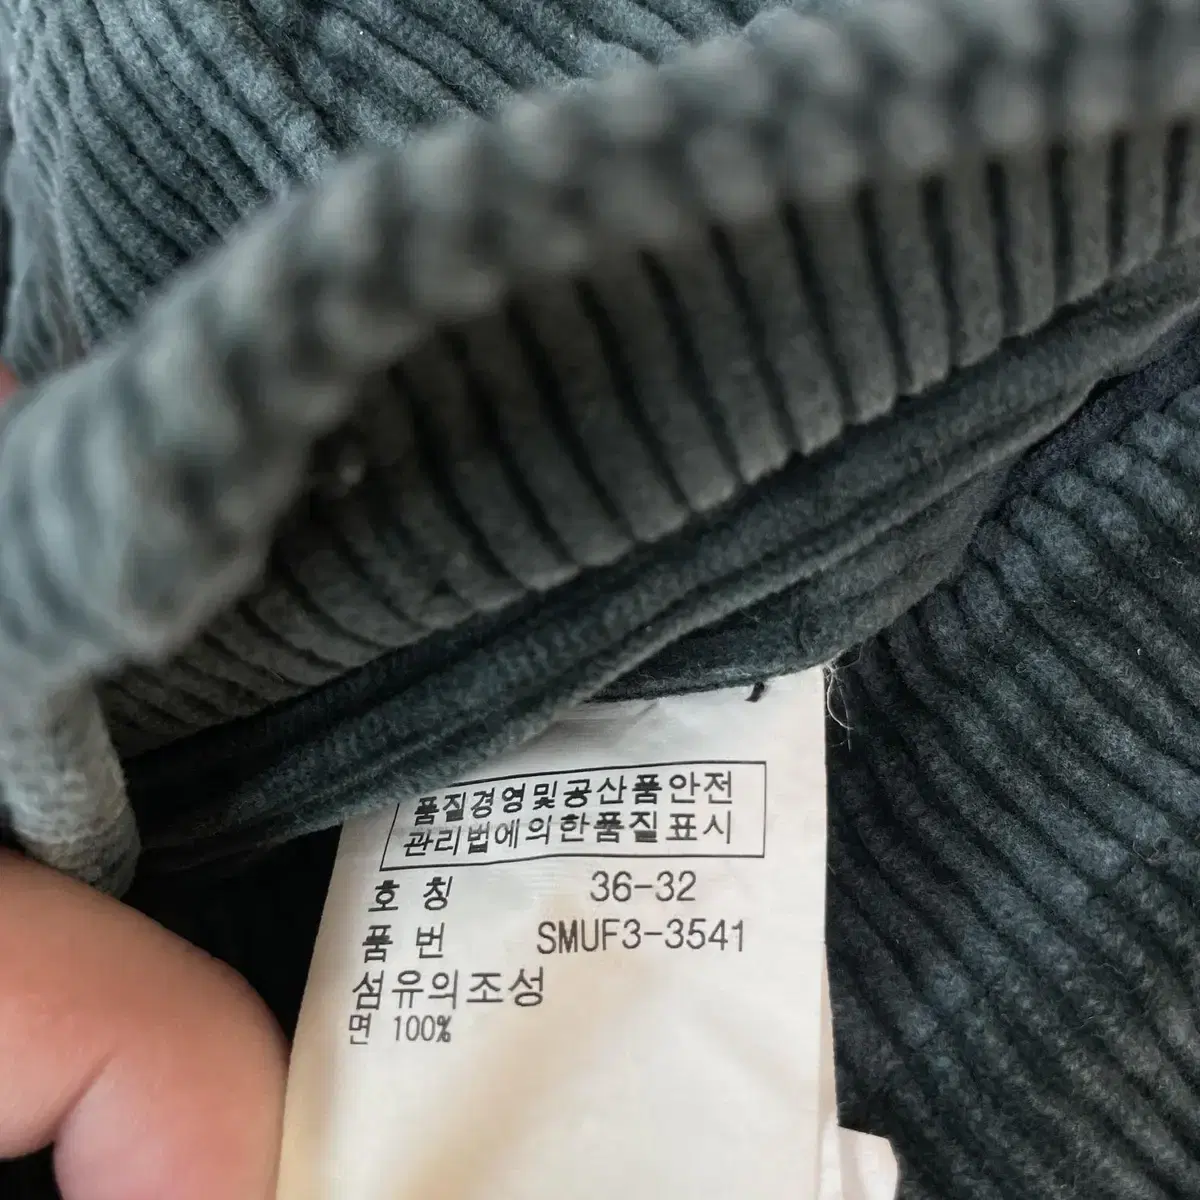 품질경영및공산품안전
관리법에의한품질표시
호 칭 36-32
품 번 SMUF3-3541
섬유의조성
면 100%